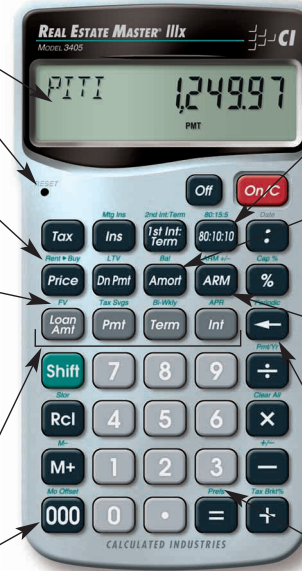 REAL ESTATE MASTER® IIIx
MODEL 3405
CI
PITI 1,249.97
PMT
RESET
Off On/C
Mtg Ins 2nd Int:Term 80:15:5 Date
Tax Ins 1st Int: Term 80:10:10 :
Rent ▸ Buy LTV Bal ARM +/– Cap %
Price Dn Pmt Amort ARM %
FV Tax Svgs Bi-Wkly APR Periodic
Loan Amt Pmt Term Int ←
Pmt/Yr
Shift 7 8 9 ÷
Stor Clear All
Rcl 4 5 6 ×
M– +/–
M+ 1 2 3 –
Mo Offset Prefs Tax Brkt%
000 0 • = +
CALCULATED INDUSTRIES